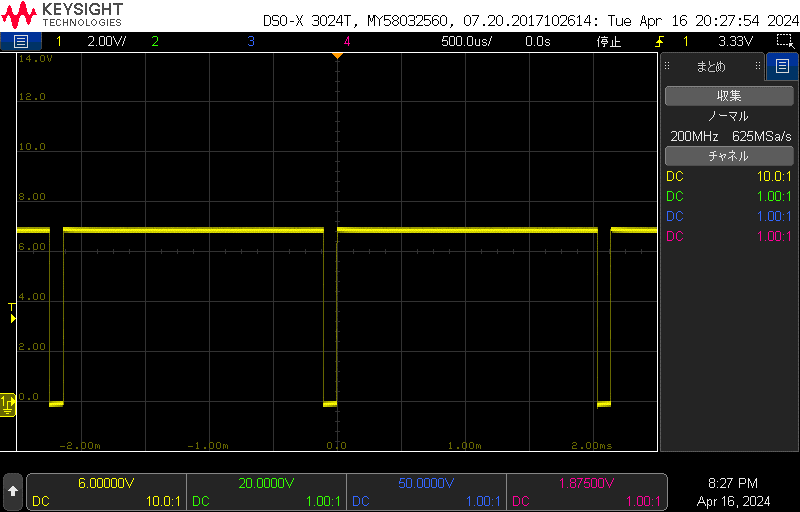 KEYSIGHT
TECHNOLOGIES
DSO-X 3024T, MY58032560, 07.20.2017102614: Tue Apr 16 20:27:54 2024
1 2.00V/ 2 3 4 500.0us/ 0.0s 停止 1 3.33V
14.0V
12.0
10.0
8.00
6.00
4.00
2.00
0.0
T
1
-2.00m -1.00m 0.0 1.00m 2.00ms
まとめ
収集
ノーマル
200MHz 625MSa/s
チャネル
DC 10.0:1
DC 1.00:1
DC 1.00:1
DC 1.00:1
6.00000V 20.0000V 50.0000V 1.87500V
DC 10.0:1 DC 1.00:1 DC 1.00:1 DC 1.00:1
8:27 PM
Apr 16, 2024